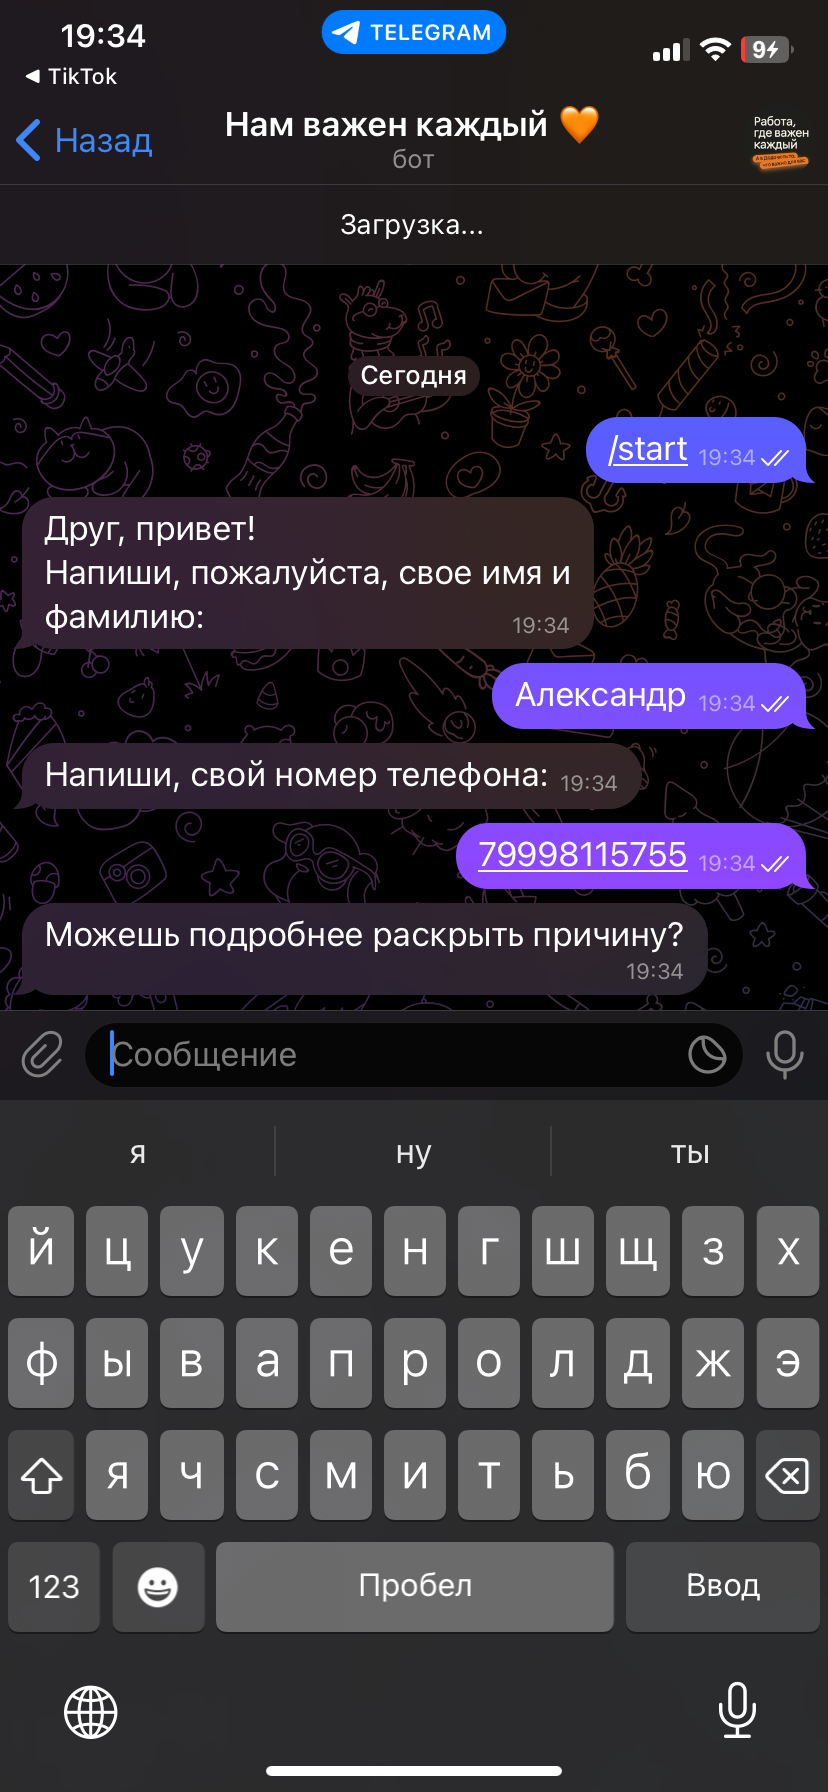 19:34
TELEGRAM
9
TikTok
Назад
Нам важен каждый 🧡
бот
Работа,
где важен
каждый
Загрузка...
Сегодня
/start 19:34
Друг, привет!
Напиши, пожалуйста, свое имя и
фамилию: 19:34
Александр 19:34
Напиши, свой номер телефона: 19:34
79998115755 19:34
Можешь подробнее раскрыть причину?
19:34
Сообщение
я ну ты
й ц у к е н г ш щ з х
ф ы в а п р о л д ж э
я ч с м и т ь б ю
123 Пробел Ввод